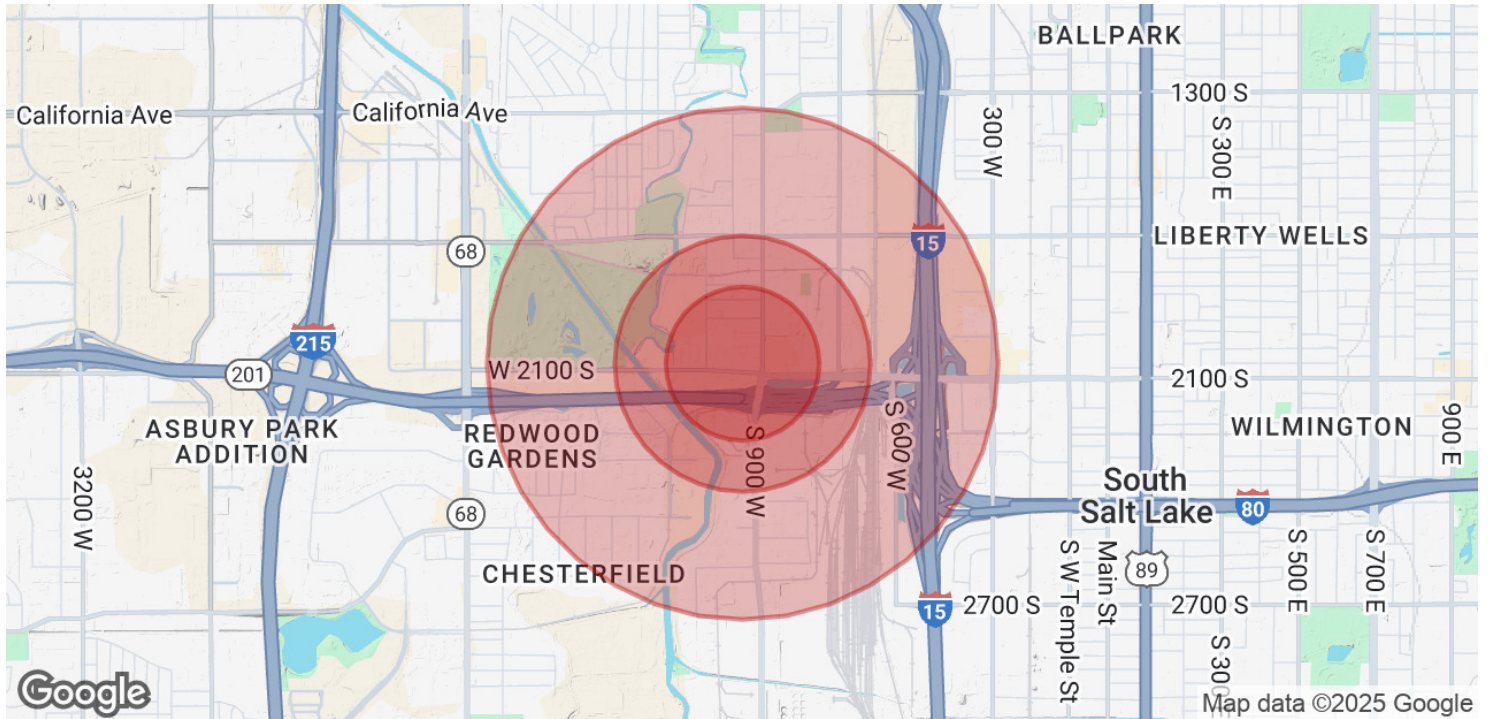 BALLPARK
1300 S
California Ave
California Ave
300 W
S 300 E
68
15
LIBERTY WELLS
215
201
W 2100 S
2100 S
ASBURY PARK
ADDITION
REDWOOD
GARDENS
S 900 W
S 600 W
WILMINGTON
900 E
3200 W
68
South
Salt Lake
80
CHESTERFIELD
S W Temple St
Main St
89
S 500 E
S 700 E
15
2700 S
2700 S
S 300
Google
Map data ©2025 Google